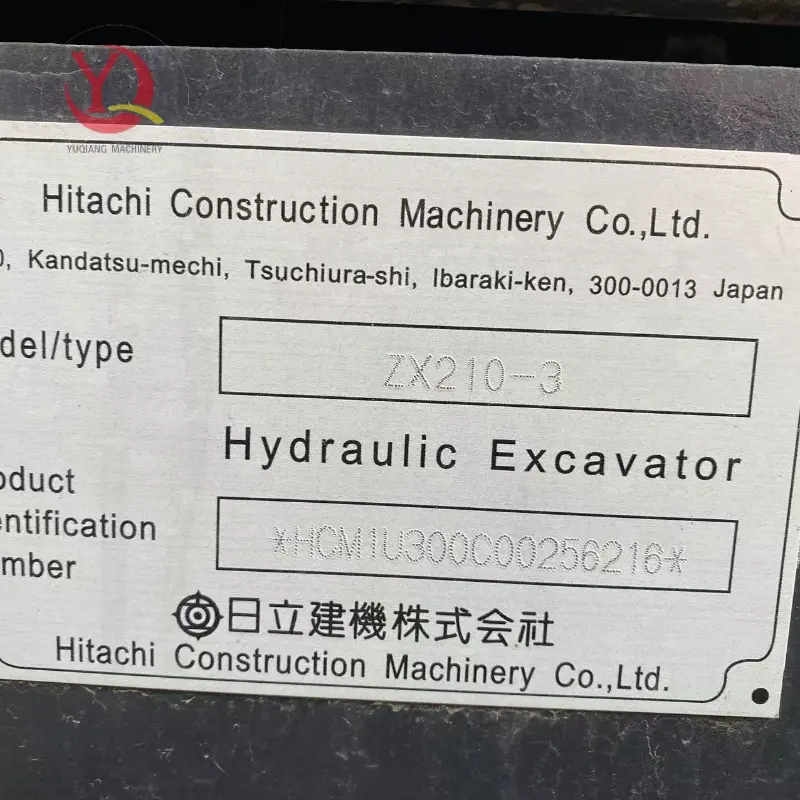 YUQIANG MACHINERY
Hitachi Construction Machinery Co.,Ltd.
0, Kandatsu-mechi, Tsuchiura-shi, Ibaraki-ken, 300-0013 Japan
del/type
ZX210-3
Hydraulic Excavator
oduct
entification
mber
*HCM1U300C00256216*
日立建機株式会社
Hitachi Construction Machinery Co.,Ltd.